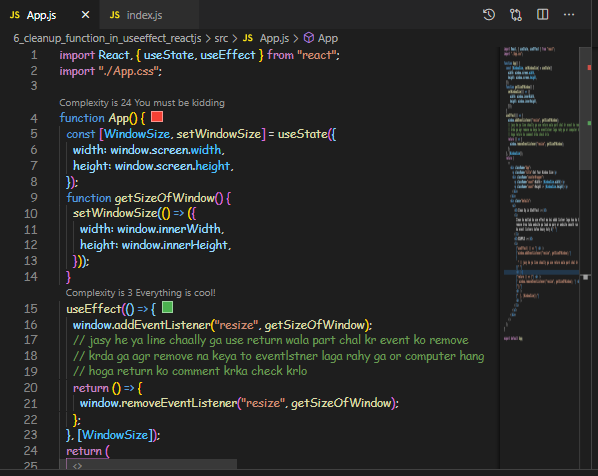 JS App.js X JS index.js
6_cleanup_function_in_useeffect_reactjs > src > JS App.js > App
1 import React, { useState, useEffect } from "react";
2 import "./App.css";
3
Complexity is 24 You must be kidding
4 function App() {
5 const [WindowSize, setWindowSize] = useState({
6 width: window.screen.width,
7 height: window.screen.height,
8 });
9 function getSizeOfWindow() {
10 setWindowSize(() => ({
11 width: window.innerWidth,
12 height: window.innerHeight,
13 }));
14 }
Complexity is 3 Everything is cool!
15 useEffect(() => {
16 window.addEventListener("resize", getSizeOfWindow);
17 // jasly he ya line chaally ga use return wala part chal kr event ko remove
18 // krda ga agr remove na keya to eventlstner laga rahy ga or computer hang
19 // hoga return ko comment krka check krlo
20 return () => {
21 window.removeEventListener("resize", getSizeOfWindow);
22 };
23 }, [WindowSize]);
24 return (
25 <>